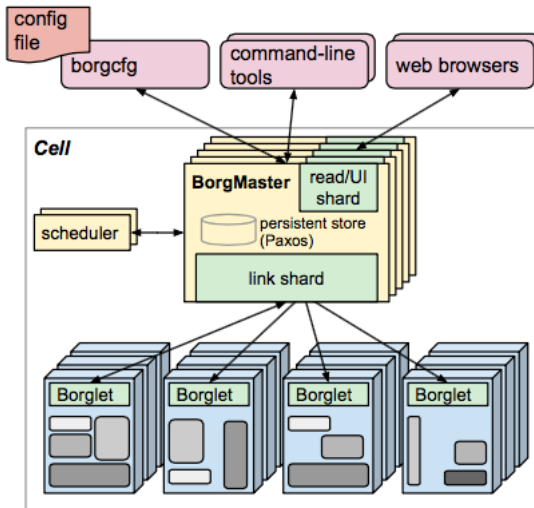 config
file
borgcfg
command-line
tools
web browsers
Cell
BorgMaster
read/UI
shard
persistent store
(Paxos)
scheduler
link shard
Borglet
Borglet
Borglet
Borglet